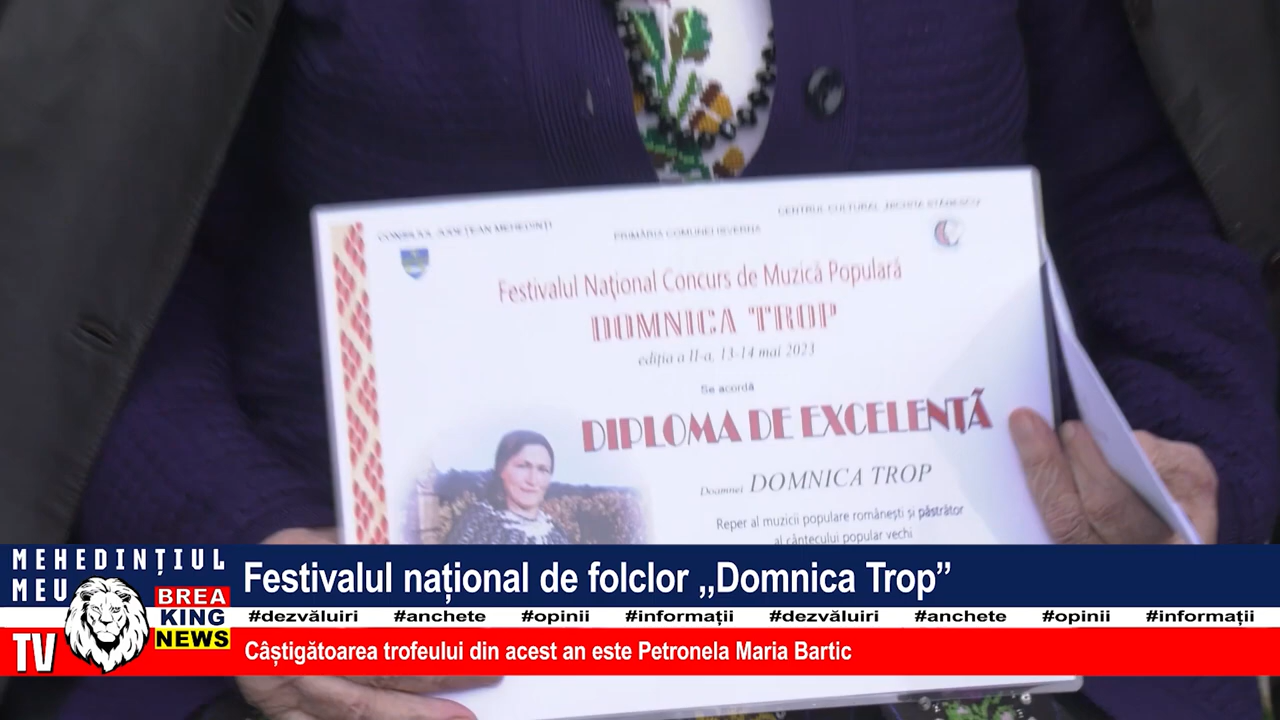 CONSILIUL JUDEȚEAN MEHEDINȚI
PRIMĂRIA COMUNEI ISVERNA
CENTRUL CULTURAL NICHITA STĂNESCU
Festivalul Național Concurs de Muzică Populară
DOMNICA TROP
ediția a II-a, 13-14 mai 2023
Se acordă
DIPLOMA DE EXCELENȚĂ
Doamnei DOMNICA TROP
Reper al muzicii populare românești și păstrător
al cântecului popular vechi
MEHEDINȚIUL
MEU
TV
BREA
KING
NEWS
Festivalul național de folclor ,,Domnica Trop”
#dezvăluiri #anchete #opinii #informații #dezvăluiri #anchete #opinii #informații
Câștigătoarea trofeului din acest an este Petronela Maria Bartic